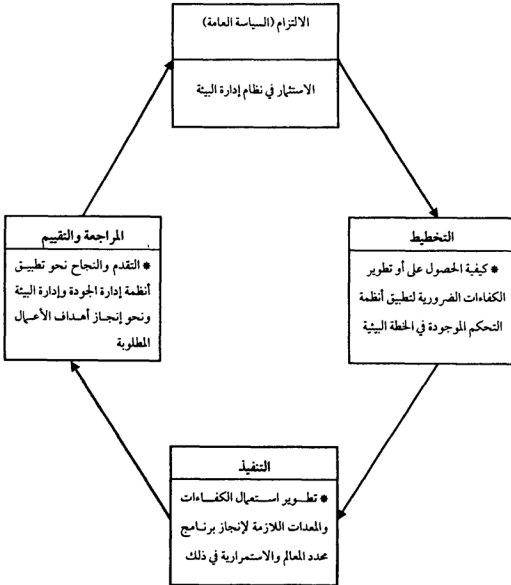 الالتزام (السياسة العامة)
الاستثمار في نظام إدارة البيئة
التخطيط
* كيفية الحصول على أو تطوير
الكفاءات الضرورية لتطبيق أنظمة
التحكم الموجودة في الخطة البيئية
التنفيذ
* تطوير استعمال الكفاءات
والمعدات اللازمة لإنجاز برنامج
محدد المعالم والاستمرارية في ذلك
المراجعة والتقييم
* التقدم والنجاح نحو تطبيق
أنظمة إدارة الجودة وإدارة البيئة
ونحو إنجاز أهداف الأعمال
المطلوبة